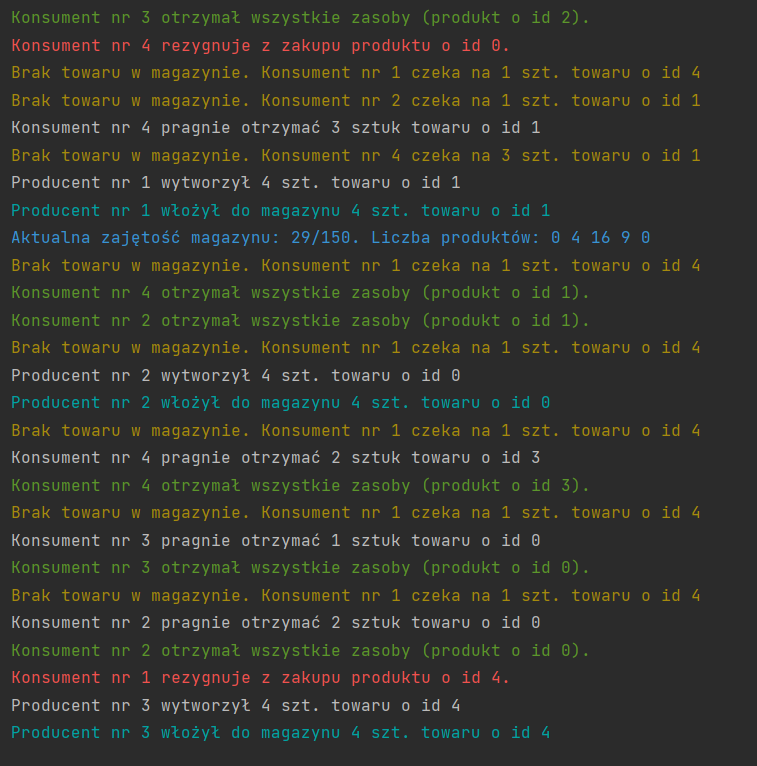 Konsument nr 3 otrzymał wszystkie zasoby (produkt o id 2).
Konsument nr 4 rezygnuje z zakupu produktu o id 0.
Brak towaru w magazynie. Konsument nr 1 czeka na 1 szt. towaru o id 4
Brak towaru w magazynie. Konsument nr 2 czeka na 1 szt. towaru o id 1
Konsument nr 4 pragnie otrzymać 3 sztuk towaru o id 1
Brak towaru w magazynie. Konsument nr 4 czeka na 3 szt. towaru o id 1
Producent nr 1 wytworzył 4 szt. towaru o id 1
Producent nr 1 włożył do magazynu 4 szt. towaru o id 1
Aktualna zajętość magazynu: 29/150. Liczba produktów: 0 4 16 9 0
Brak towaru w magazynie. Konsument nr 1 czeka na 1 szt. towaru o id 4
Konsument nr 4 otrzymał wszystkie zasoby (produkt o id 1).
Konsument nr 2 otrzymał wszystkie zasoby (produkt o id 1).
Brak towaru w magazynie. Konsument nr 1 czeka na 1 szt. towaru o id 4
Producent nr 2 wytworzył 4 szt. towaru o id 0
Producent nr 2 włożył do magazynu 4 szt. towaru o id 0
Brak towaru w magazynie. Konsument nr 1 czeka na 1 szt. towaru o id 4
Konsument nr 4 pragnie otrzymać 2 sztuk towaru o id 3
Konsument nr 4 otrzymał wszystkie zasoby (produkt o id 3).
Brak towaru w magazynie. Konsument nr 1 czeka na 1 szt. towaru o id 4
Konsument nr 3 pragnie otrzymać 1 sztuk towaru o id 0
Konsument nr 3 otrzymał wszystkie zasoby (produkt o id 0).
Brak towaru w magazynie. Konsument nr 1 czeka na 1 szt. towaru o id 4
Konsument nr 2 pragnie otrzymać 2 sztuk towaru o id 0
Konsument nr 2 otrzymał wszystkie zasoby (produkt o id 0).
Konsument nr 1 rezygnuje z zakupu produktu o id 4.
Producent nr 3 wytworzył 4 szt. towaru o id 4
Producent nr 3 włożył do magazynu 4 szt. towaru o id 4